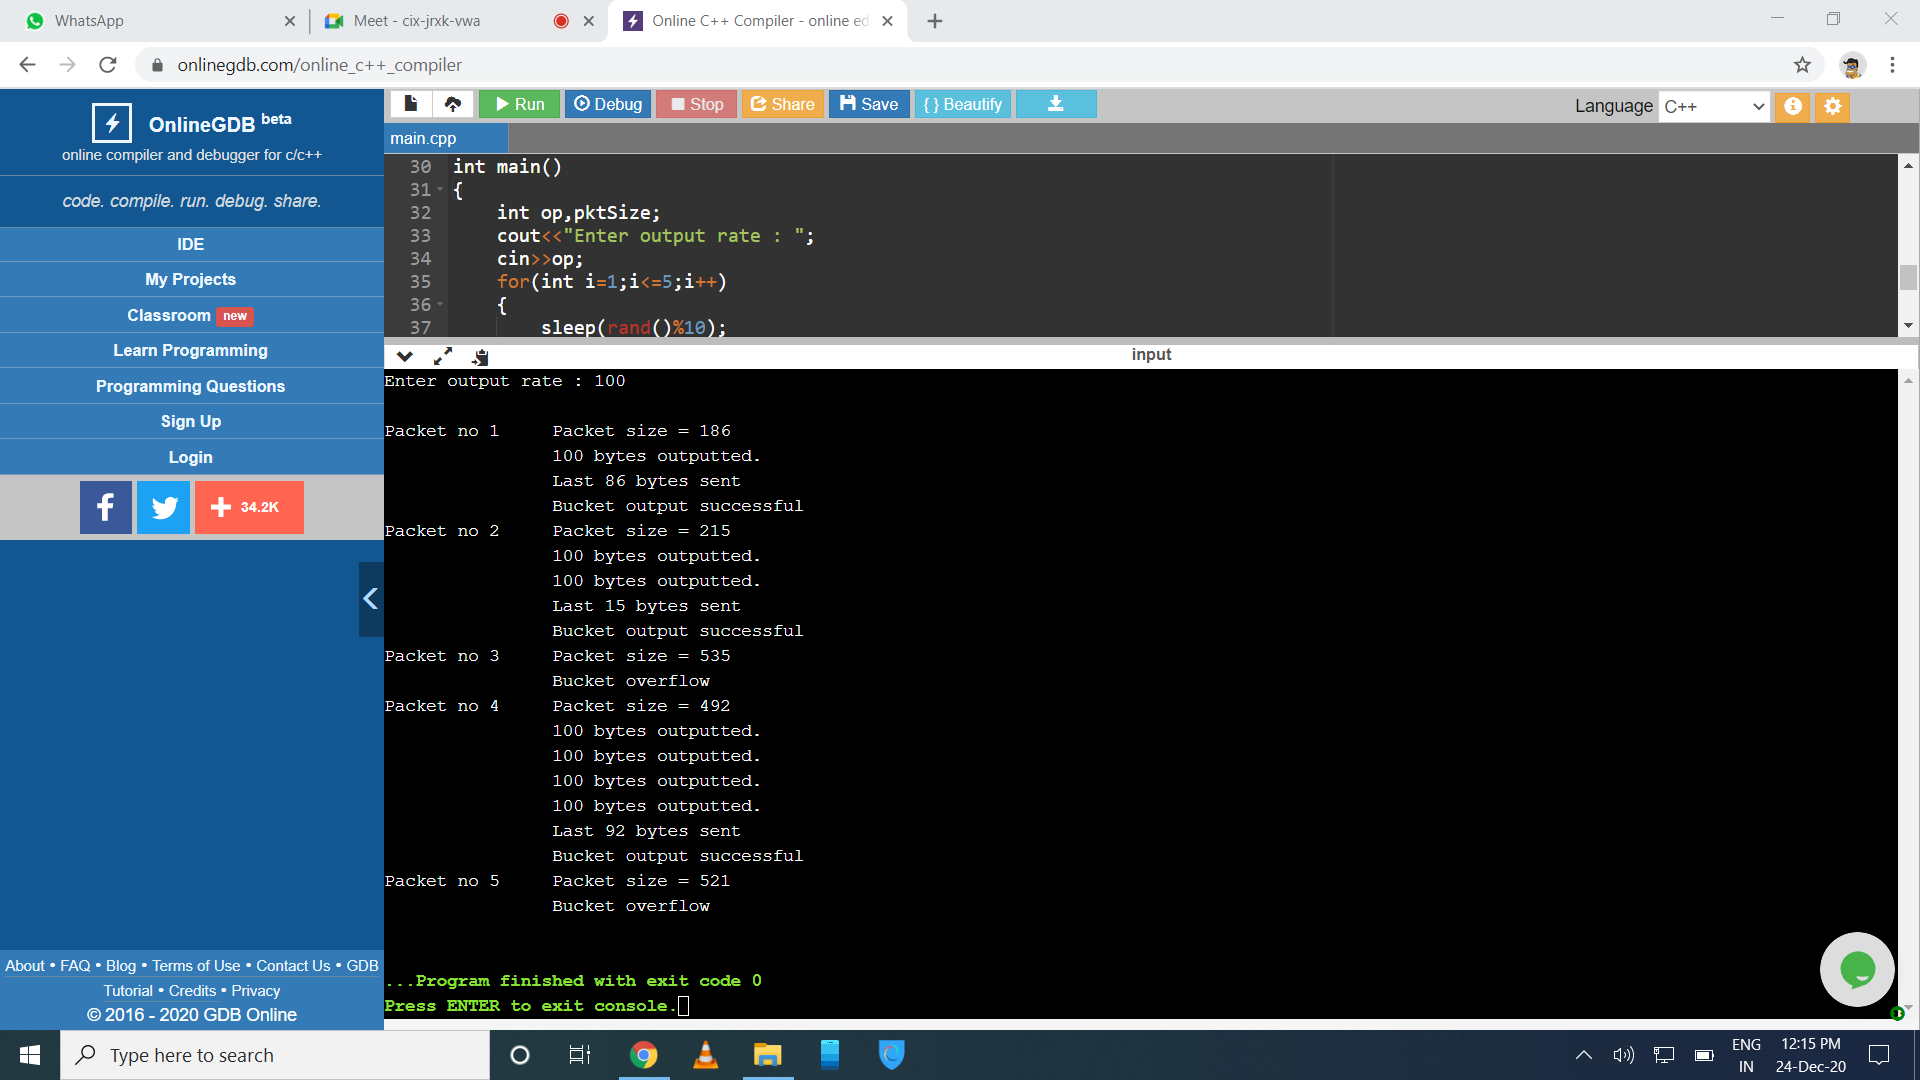 WhatsApp
Meet - cix-jrxk-vwa
Online C++ Compiler - online ed
onlinegdb.com/online_c++_compiler
OnlineGDB beta
online compiler and debugger for c/c++
code. compile. run. debug. share.
IDE
My Projects
Classroom new
Learn Programming
Programming Questions
Sign Up
Login
34.2K
About • FAQ • Blog • Terms of Use • Contact Us • GDB
Tutorial • Credits • Privacy
© 2016 - 2020 GDB Online
Run Debug Stop Share Save { } Beautify
Language C++
main.cpp
30 int main()
31 {
32 int op,pktSize;
33 cout<<"Enter output rate : ";
34 cin>>op;
35 for(int i=1;i<=5;i++)
36 {
37 sleep(rand()%10);
input
Enter output rate : 100
Packet no 1 Packet size = 186
100 bytes outputted.
Last 86 bytes sent
Bucket output successful
Packet no 2 Packet size = 215
100 bytes outputted.
100 bytes outputted.
Last 15 bytes sent
Bucket output successful
Packet no 3 Packet size = 535
Bucket overflow
Packet no 4 Packet size = 492
100 bytes outputted.
100 bytes outputted.
100 bytes outputted.
100 bytes outputted.
Last 92 bytes sent
Bucket output successful
Packet no 5 Packet size = 521
Bucket overflow
...Program finished with exit code 0
Press ENTER to exit console.
Type here to search
ENG
IN
12:15 PM
24-Dec-20